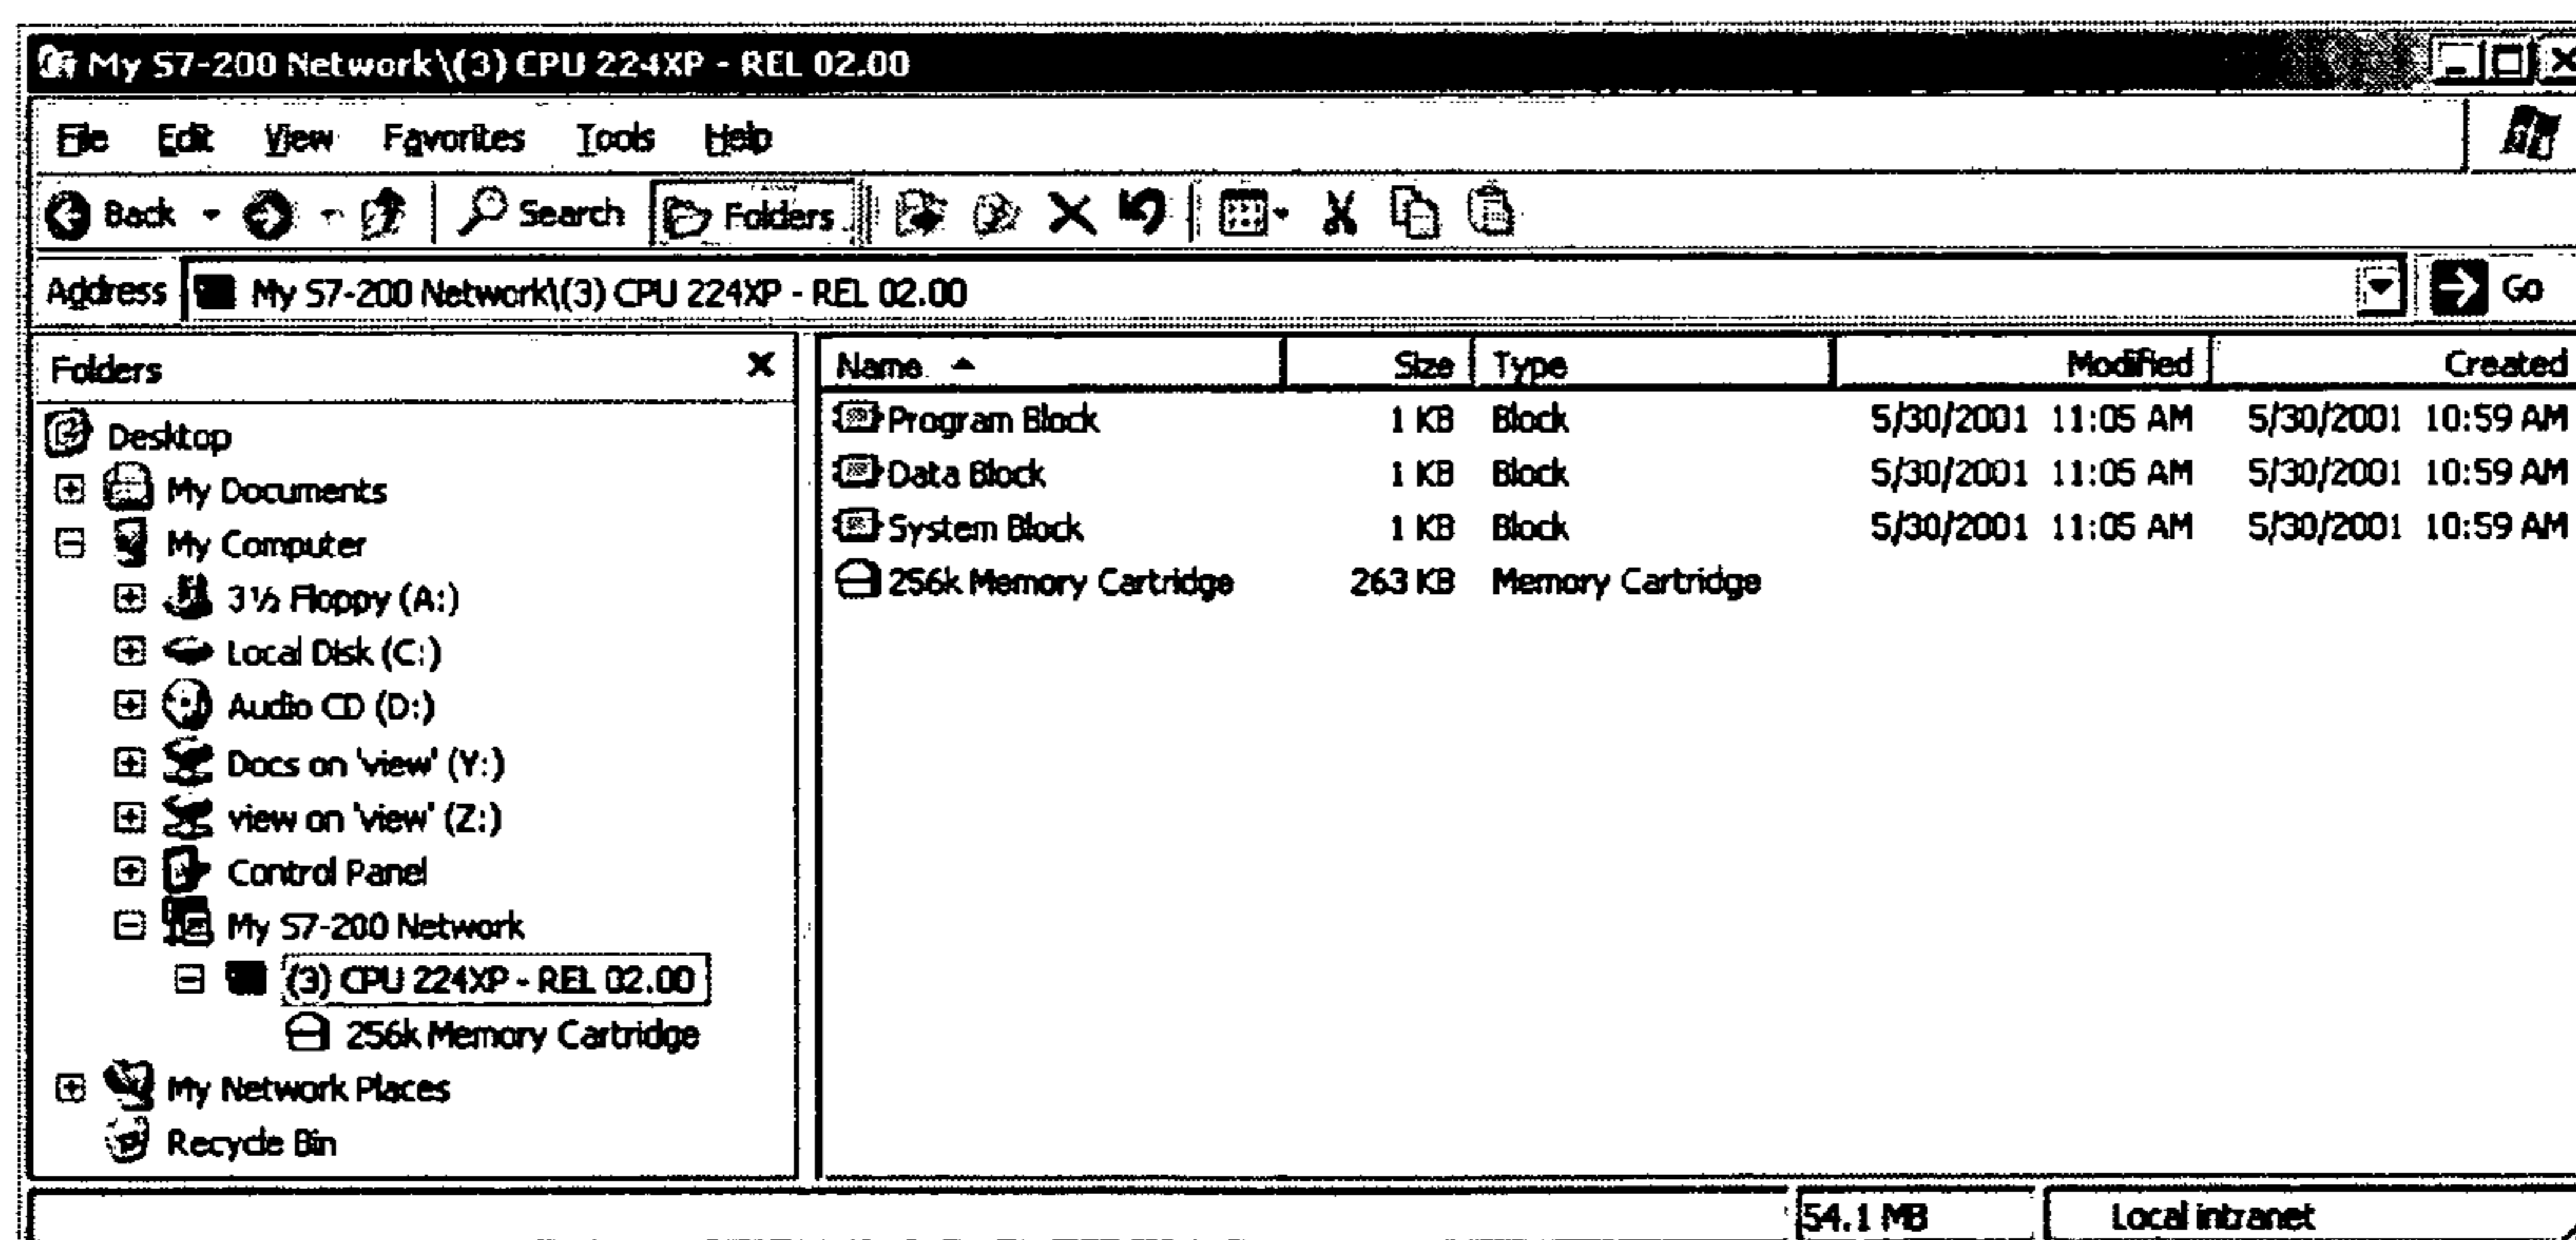 My S7-200 Network\(3) CPU 224XP - REL 02.00
File Edit View Favorites Tools Help
Back Search Folders
Address My S7-200 Network\(3) CPU 224XP - REL 02.00 Go
Folders
Desktop
My Documents
My Computer
3½ Floppy (A:)
Local Disk (C:)
Audio CD (D:)
Docs on 'view' (Y:)
view on 'view' (Z:)
Control Panel
My S7-200 Network
(3) CPU 224XP - REL 02.00
256k Memory Cartridge
My Network Places
Recycle Bin
Name Size Type Modified Created
Program Block 1 KB Block 5/30/2001 11:05 AM 5/30/2001 10:59 AM
Data Block 1 KB Block 5/30/2001 11:05 AM 5/30/2001 10:59 AM
System Block 1 KB Block 5/30/2001 11:05 AM 5/30/2001 10:59 AM
256k Memory Cartridge 263 KB Memory Cartridge
54.1 MB Local intranet